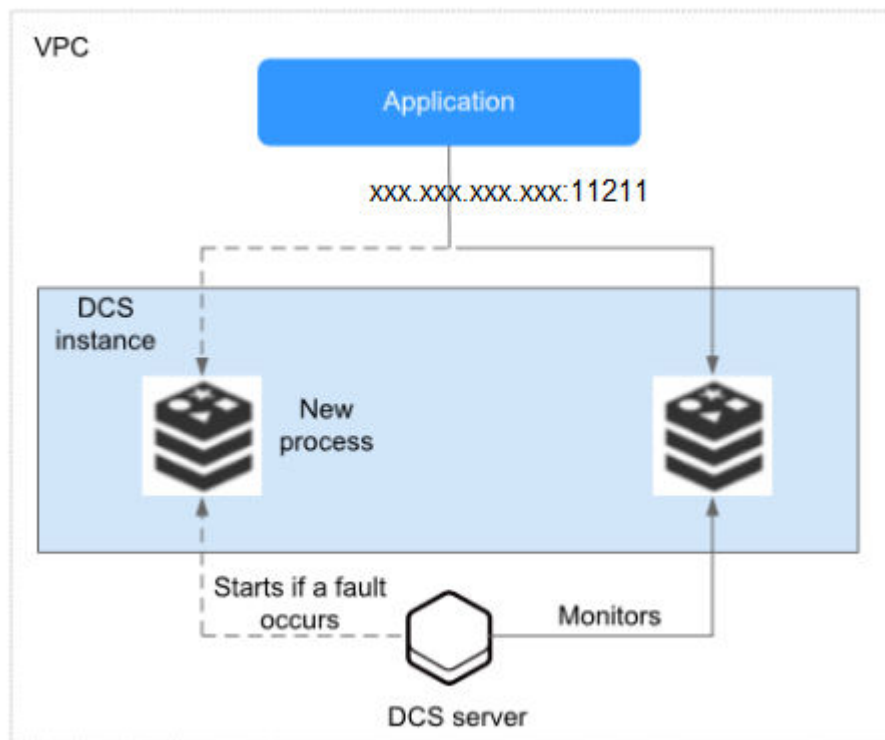 VPC
Application
xxx.xxx.xxx.xxx:11211
DCS
instance
New
process
Starts if a fault
occurs
Monitors
DCS server